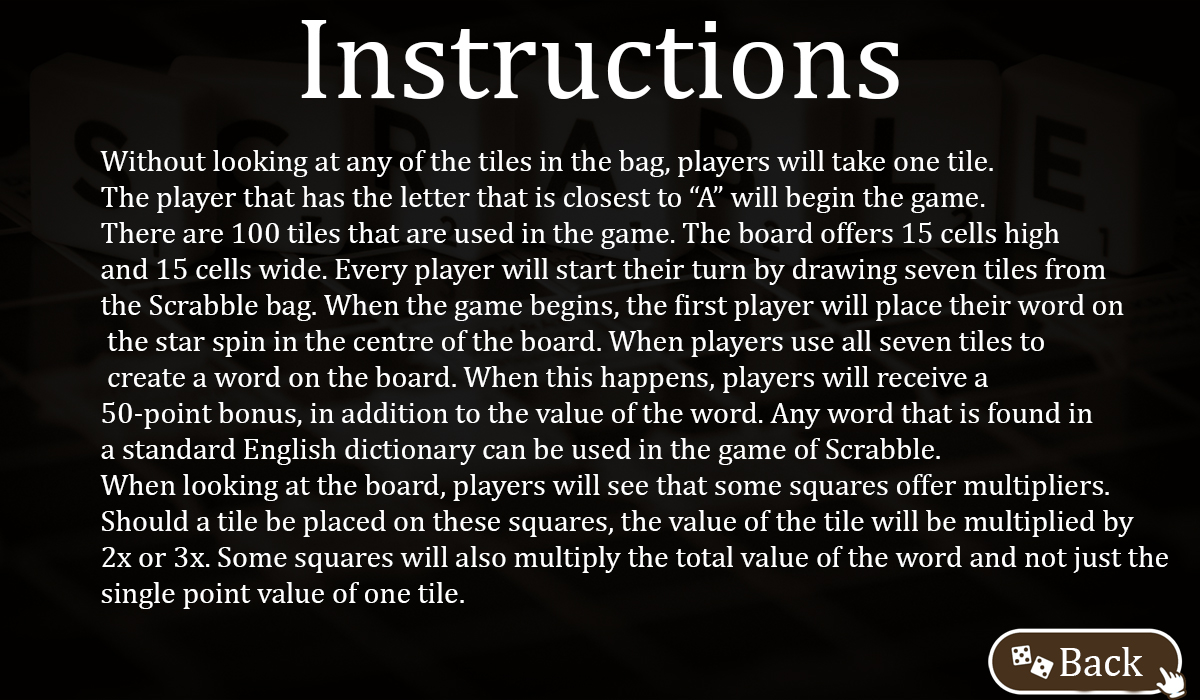 Instructions
Without looking at any of the tiles in the bag, players will take one tile.
The player that has the letter that is closest to “A” will begin the game.
There are 100 tiles that are used in the game. The board offers 15 cells high
and 15 cells wide. Every player will start their turn by drawing seven tiles from
the Scrabble bag. When the game begins, the first player will place their word on
the star spin in the centre of the board. When players use all seven tiles to
create a word on the board. When this happens, players will receive a
50-point bonus, in addition to the value of the word. Any word that is found in
a standard English dictionary can be used in the game of Scrabble.
When looking at the board, players will see that some squares offer multipliers.
Should a tile be placed on these squares, the value of the tile will be multiplied by
2x or 3x. Some squares will also multiply the total value of the word and not just the
single point value of one tile.
Back